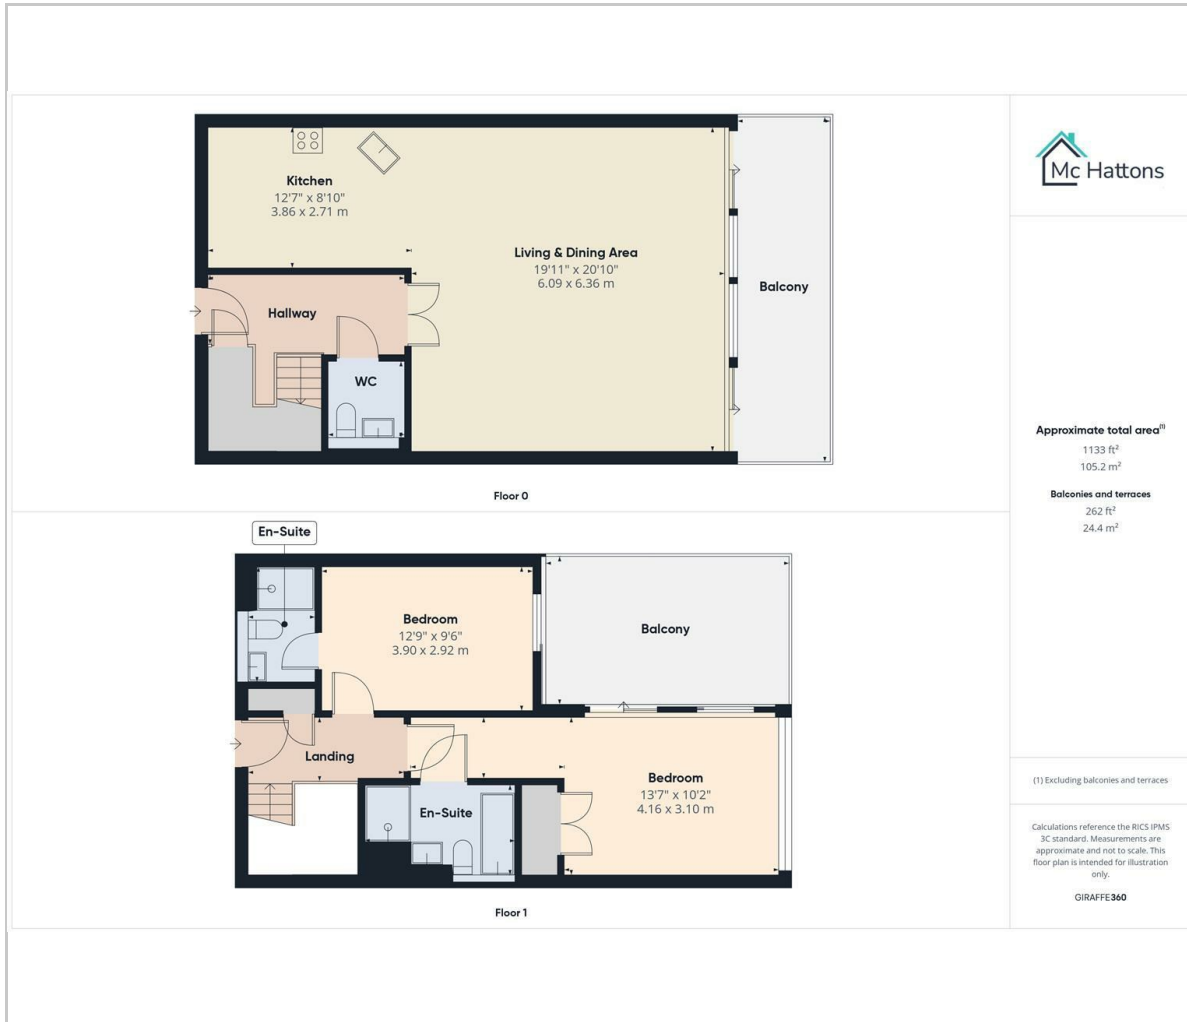 Kitchen
12'7" x 8'10"
3.86 x 2.71 m
Living & Dining Area
19'11" x 20'10"
6.09 x 6.36 m
Balcony
Hallway
WC
Floor 0
En-Suite
Bedroom
12'9" x 9'6"
3.90 x 2.92 m
Balcony
Landing
Bedroom
13'7" x 10'2"
4.16 x 3.10 m
En-Suite
Floor 1
Mc Hattons
Approximate total area(1)
1133 ft²
105.2 m²
Balconies and terraces
262 ft²
24.4 m²
(1) Excluding balconies and terraces
Calculations reference the RICS IPMS
3C standard. Measurements are
approximate and not to scale. This
floor plan is intended for illustration
only.
GIRAFFE360